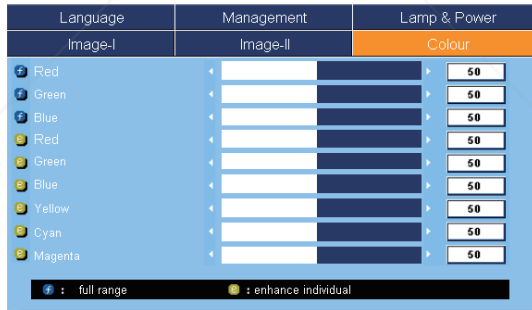 Language Management Lamp & Power
Image-I Image-II Colour
f Red 50
f Green 50
f Blue 50
e Red 50
e Green 50
e Blue 50
e Yellow 50
e Cyan 50
e Magenta 50
f : full range e : enhance individual